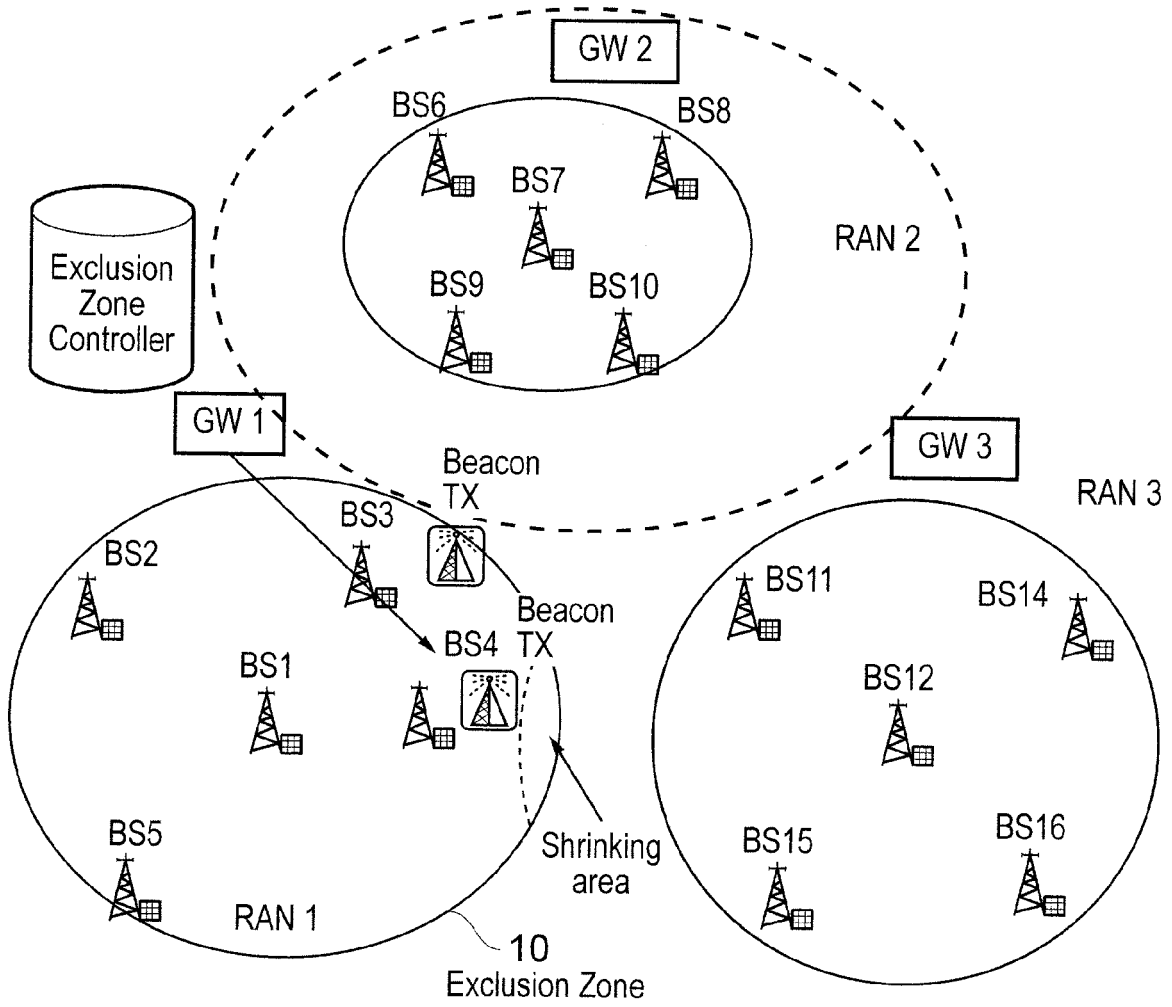 GW 2
BS6
BS8
BS7
RAN 2
Exclusion
Zone
Controller
BS9
BS10
GW 1
GW 3
Beacon
TX
RAN 3
BS3
BS2
BS11
BS14
Beacon
TX
BS4
BS1
BS12
BS5
Shrinking
area
BS15
BS16
RAN 1
10
Exclusion Zone